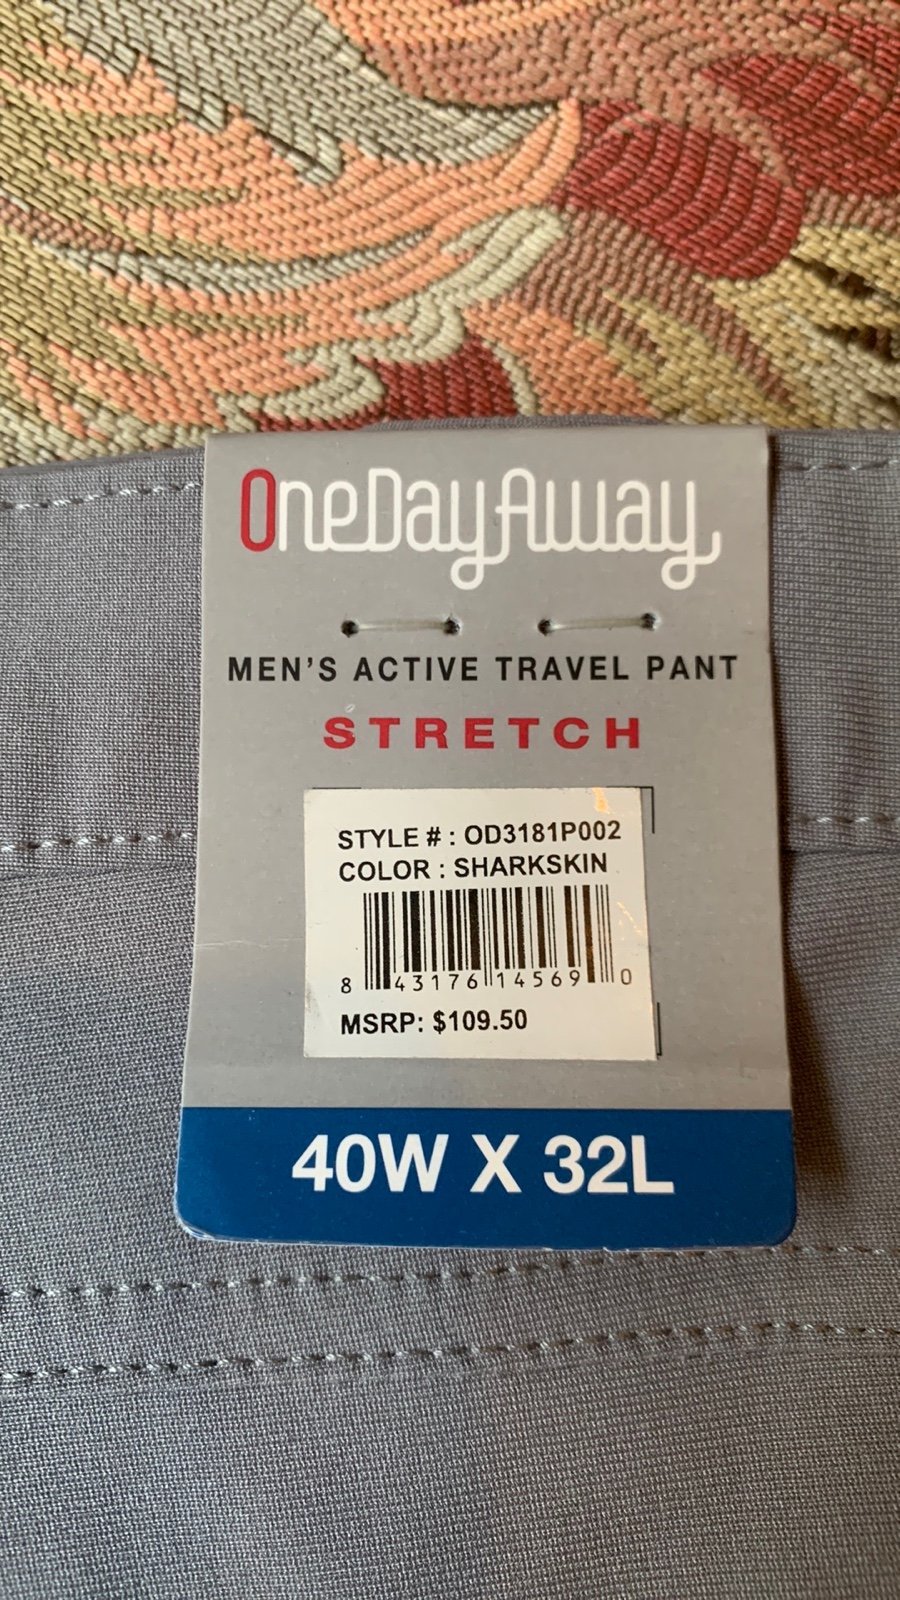 OneDayAway
MEN'S ACTIVE TRAVEL PANT
STRETCH
STYLE # : OD3181P002
COLOR : SHARKSKIN
8 43176 14569 0
MSRP: $109.50
40W X 32L